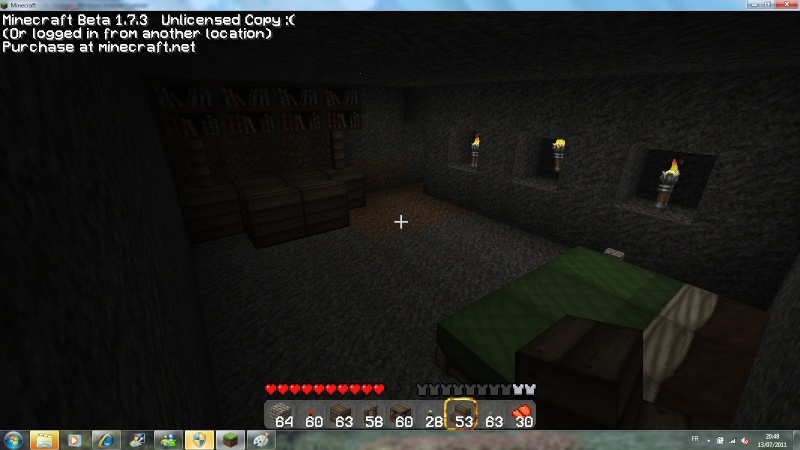 Minecraft
Minecraft Beta 1.7.3 Unlicensed Copy :(
(Or logged in from another location)
Purchase at minecraft.net
64 60 63 58 60 28 53 63 30
FR
20:48
13/07/2011